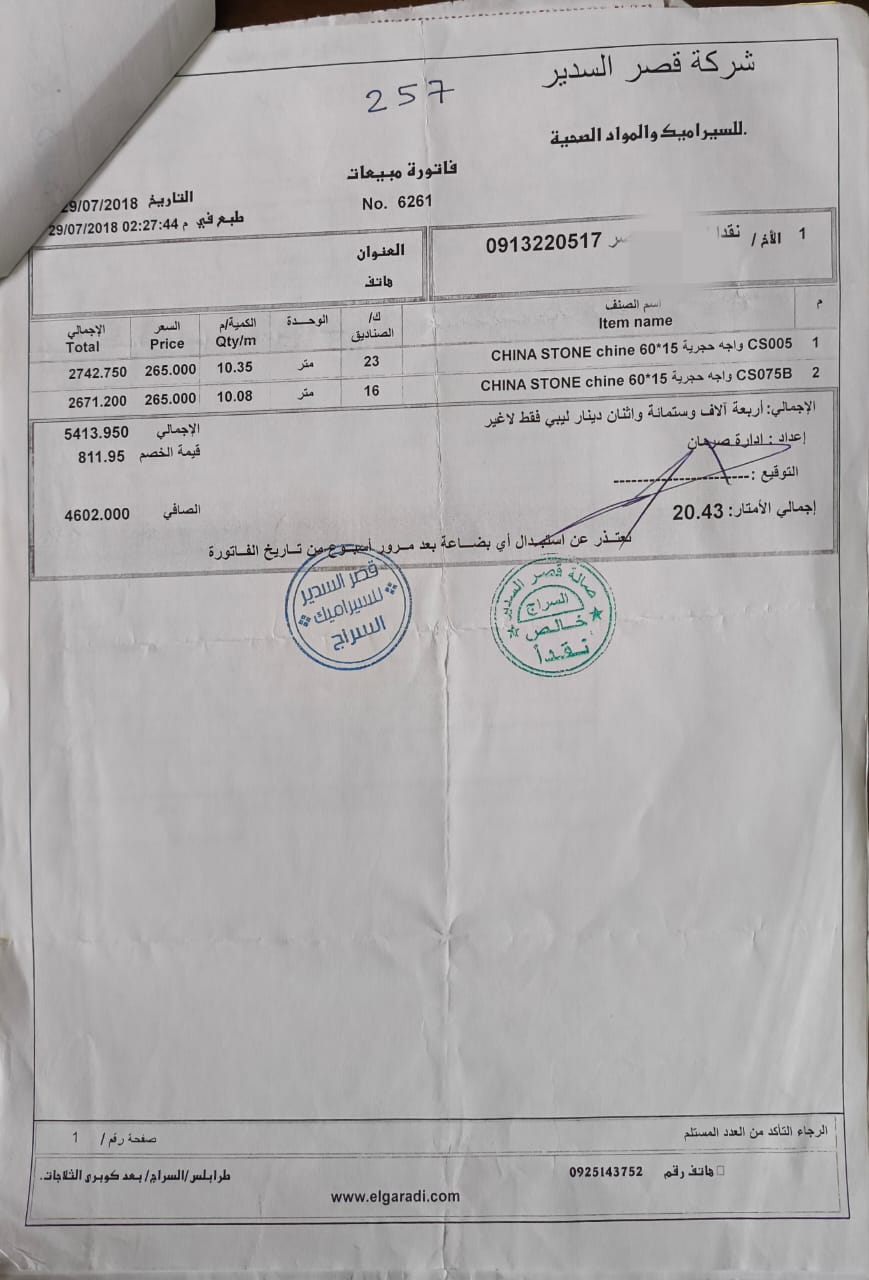 شركة قصر السدير
257
للسيراميك والمواد الصحية.
فاتورة مبيعات
No. 6261
التاريخ 29/07/2018
طبع في م 02:27:44 29/07/2018
1 الأخ / نقدا 0913220517
العنوان
هاتف
م اسم الصنف Item name ك/ الصناديق الوحدة الكمية/م Qty/m السعر Price الإجمالي Total
1 CHINA STONE chine 60*15 واجه حجرية CS005 23 متر 10.35 265.000 2742.750
2 CHINA STONE chine 60*15 واجه حجرية CS075B 16 متر 10.08 265.000 2671.200
الإجمالي: أربعة آلاف وستمائة واثنان دينار ليبي فقط لاغير
الإجمالي 5413.950
إعداد : ادارة صرمان
قيمة الخصم 811.95
التوقيع :
إجمالي الأمتار: 20.43
الصافي 4602.000
نعتذر عن استبدال أي بضاعة بعد مرور أسبوع من تاريخ الفاتورة
صالة قصر السدير
السراج
خالص
نقداً
قصر السدير
للسيراميك
السراج
الرجاء التأكد من العدد المستلم
صفحة رقم / 1
هاتف رقم 0925143752
طرابلس/السراج/بعد كوبرى الثلاجات.
www.elgaradi.com